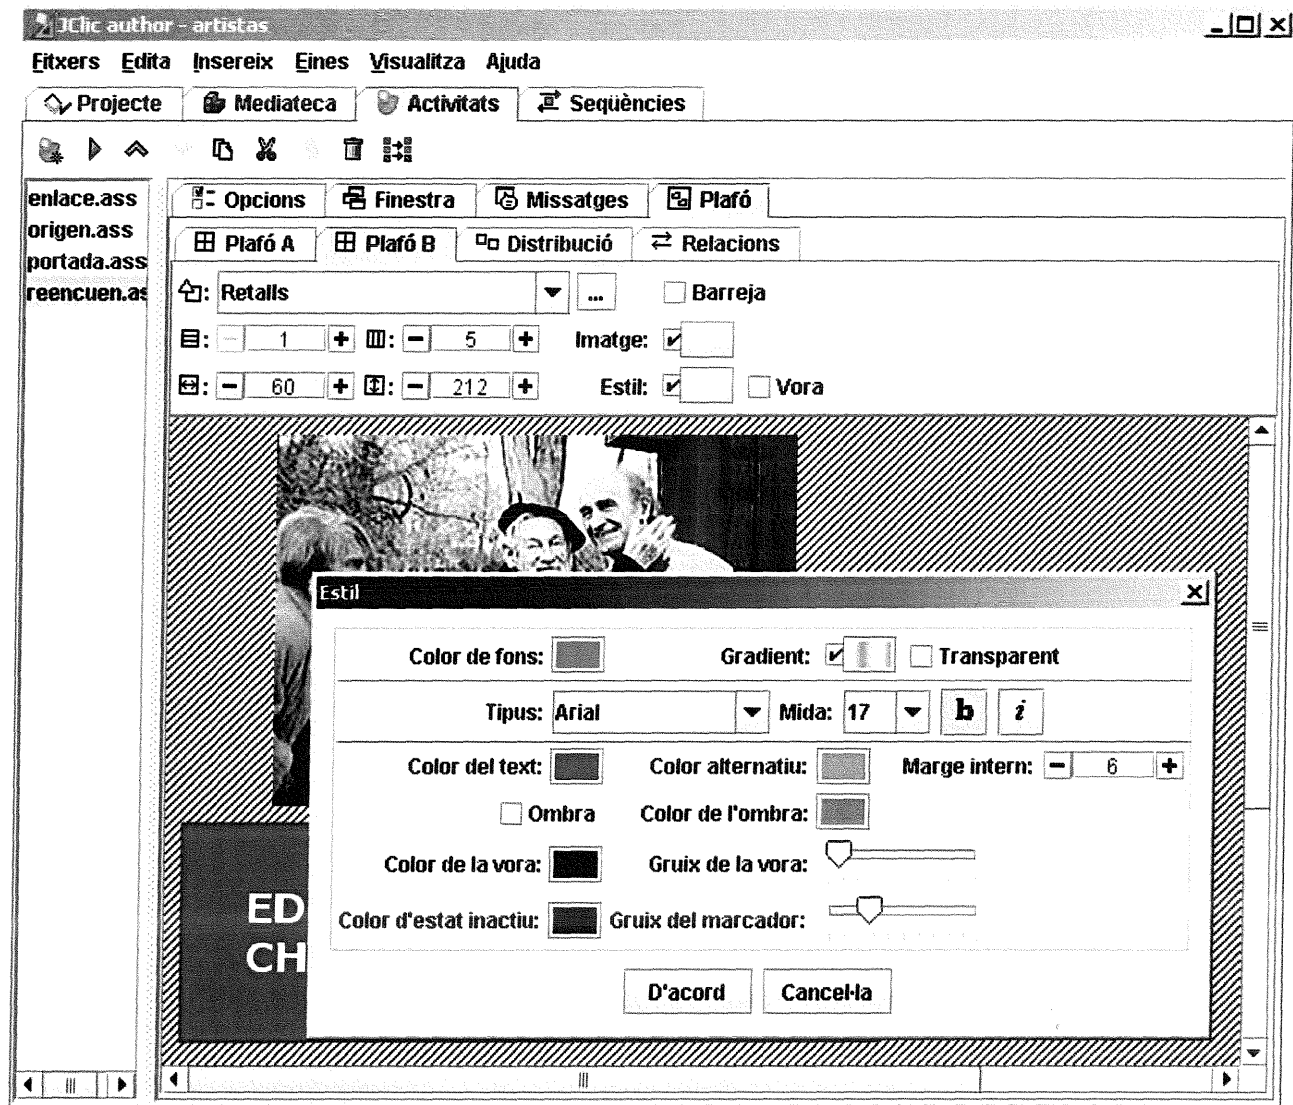 JClic author - artistas
Fitxers Edita Insereix Eines Visualitza Ajuda
Projecte Mediateca Activitats Seqüències
enlace.ass
origen.ass
portada.ass
reencuen.as
Opcions Finestra Missatges Plafó
Plafó A Plafó B Distribució Relacions
Retalls ... Barreja
1 5 Imatge:
60 212 Estil: Vora
Estil
Color de fons: Gradient: Transparent
Tipus: Arial Mida: 17 b i
Color del text: Color alternatiu: Marge intern: 6
Ombra Color de l'ombra:
Color de la vora: Gruix de la vora:
Color d'estat inactiu: Gruix del marcador:
D'acord Cancel·la
ED
CH